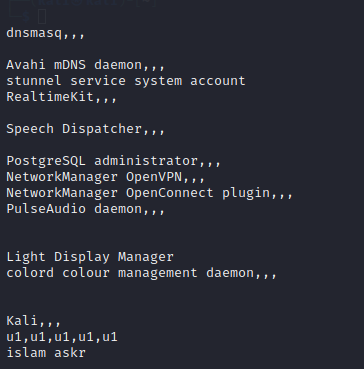 dnsmasq,,,
Avahi mDNS daemon,,,
stunnel service system account
RealtimeKit,,,
Speech Dispatcher,,,
PostgreSQL administrator,,,
NetworkManager OpenVPN,,,
NetworkManager OpenConnect plugin,,,
PulseAudio daemon,,,
Light Display Manager
colord colour management daemon,,,
Kali,,,
u1,u1,u1,u1,u1
islam askr